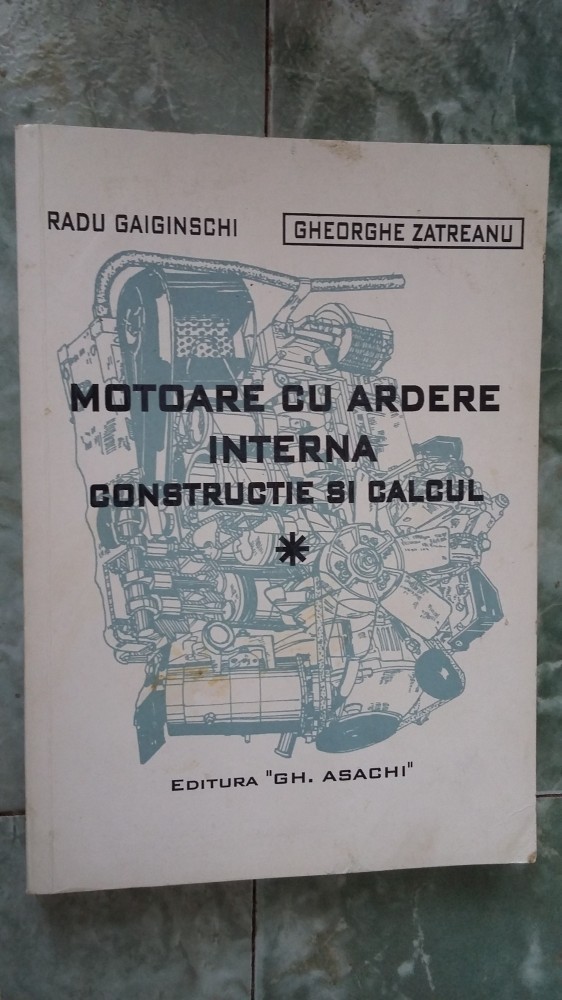 RADU GAIGINSCHI
GHEORGHE ZATREANU
MOTOARE CU ARDERE
INTERNA
CONSTRUCTIE SI CALCUL
*
EDITURA "GH. ASACHI"